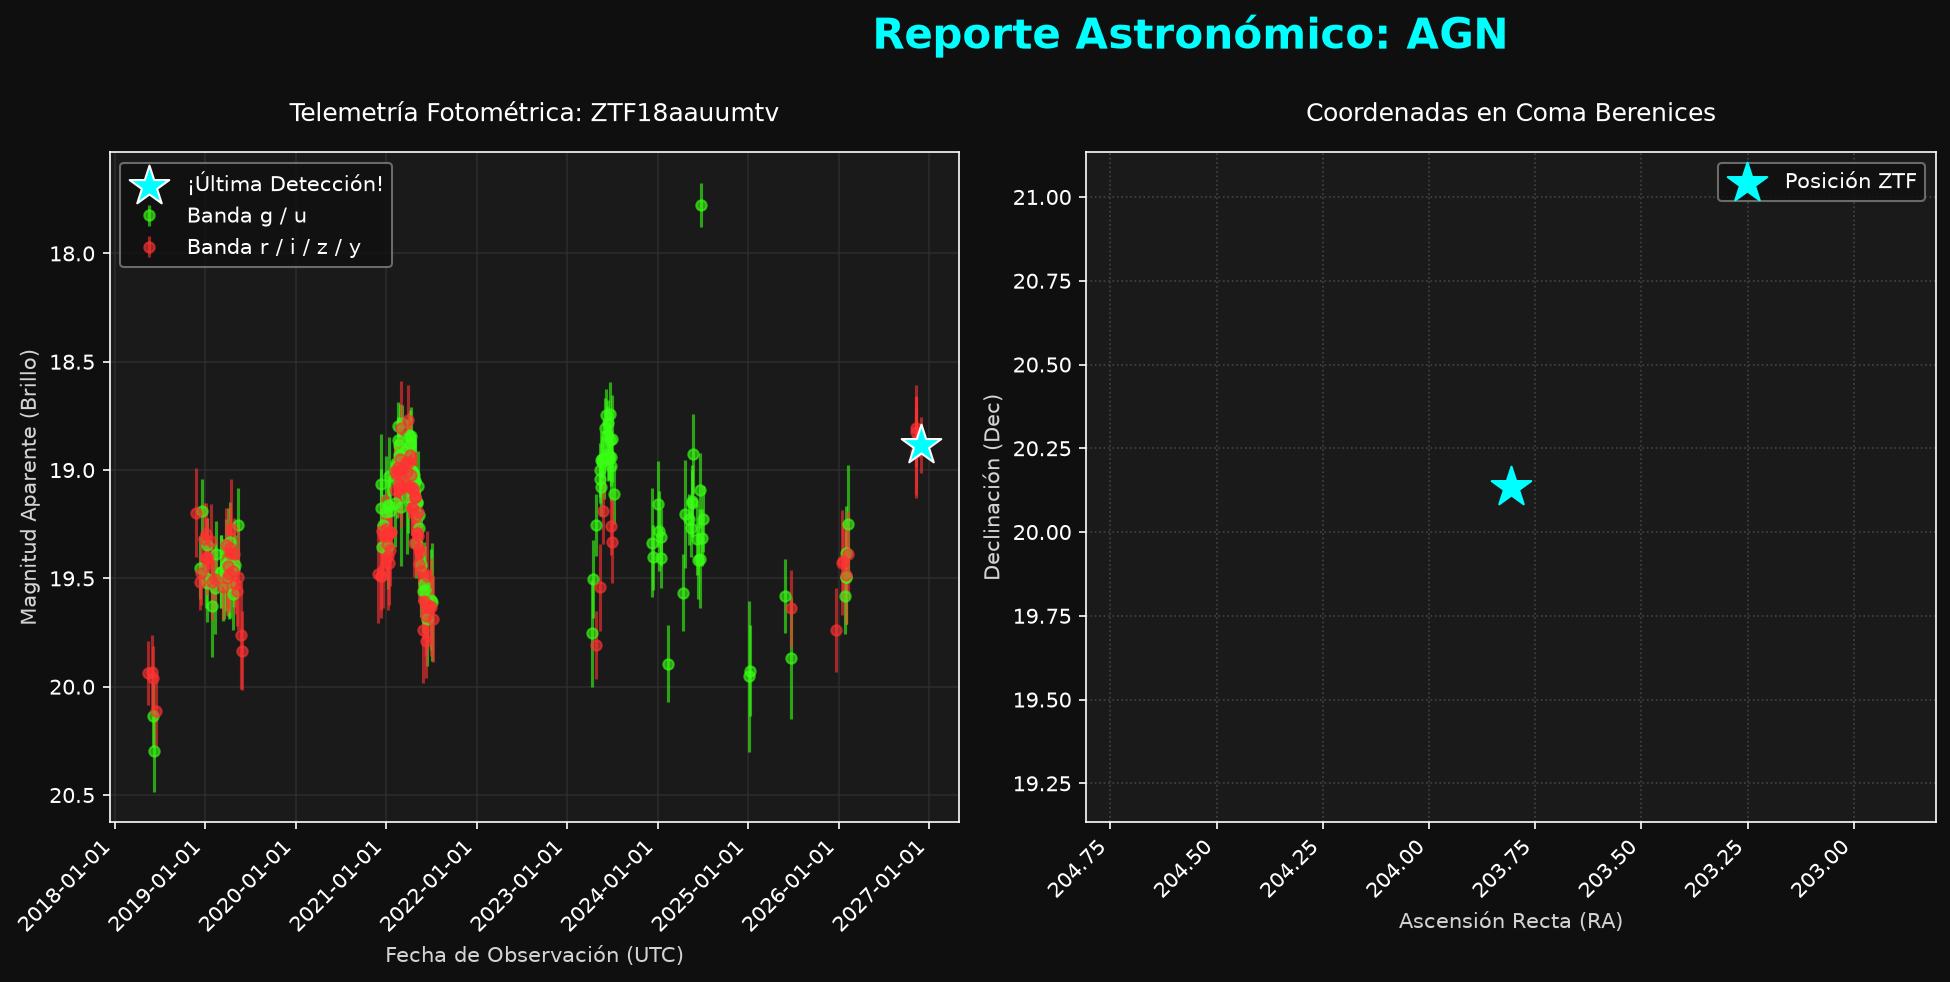 Reporte Astronómico: AGN
Telemetría Fotométrica: ZTF18aauumtv
¡Última Detección!
Banda g / u
Banda r / i / z / y
Magnitud Aparente (Brillo)
18.0
18.5
19.0
19.5
20.0
20.5
2018-01-01
2019-01-01
2020-01-01
2021-01-01
2022-01-01
2023-01-01
2024-01-01
2025-01-01
2026-01-01
2027-01-01
Fecha de Observación (UTC)
Coordenadas en Coma Berenices
Posición ZTF
Declinación (Dec)
21.00
20.75
20.50
20.25
20.00
19.75
19.50
19.25
204.75
204.50
204.25
204.00
203.75
203.50
203.25
203.00
Ascensión Recta (RA)